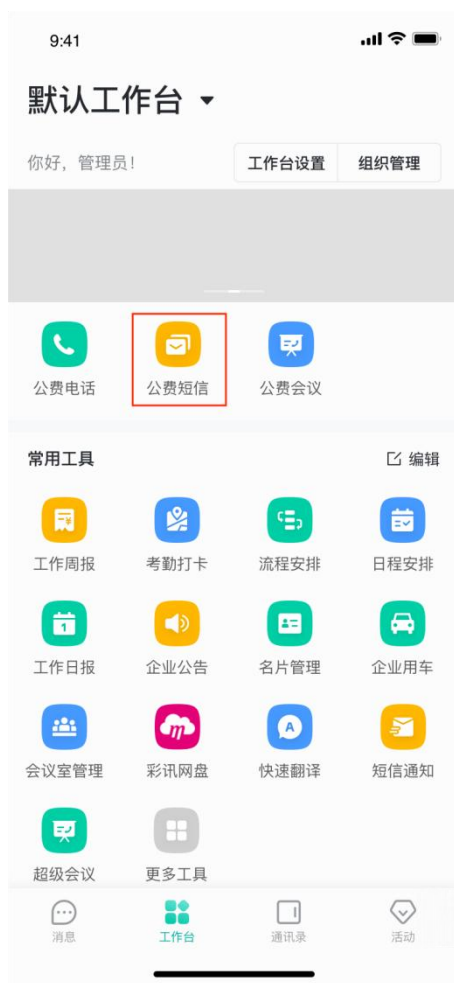 9:41
默认工作台
你好，管理员！
工作台设置 组织管理
公费电话 公费短信 公费会议
常用工具 编辑
工作周报 考勤打卡 流程安排 日程安排
1
工作日报 企业公告 名片管理 企业用车
m A
会议室管理 彩讯网盘 快速翻译 短信通知
超级会议 更多工具
消息 工作台 通讯录 活动